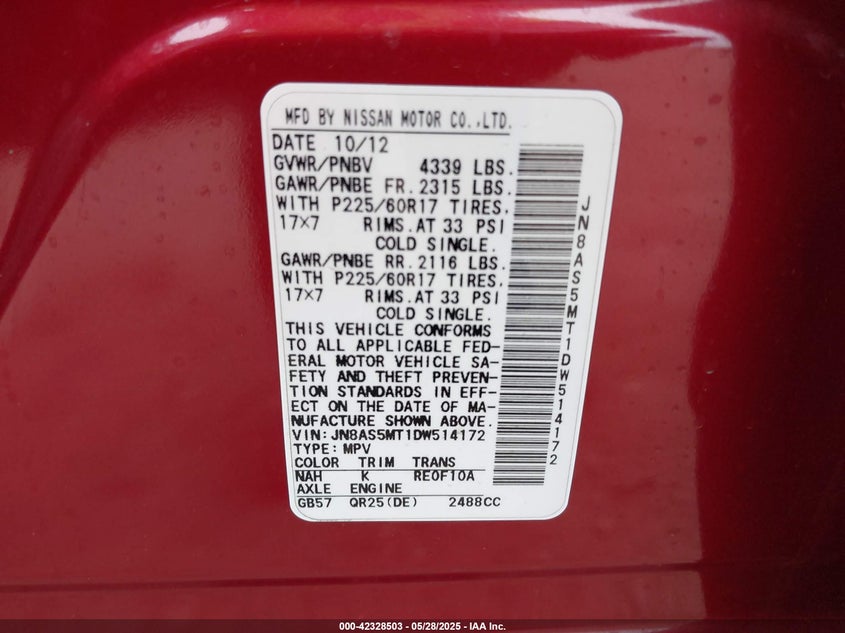 MFD BY NISSAN MOTOR CO.,LTD.
DATE 10/12
GVWR/PNBV 4339 LBS.
GAWR/PNBE FR. 2315 LBS.
WITH P225/60R17 TIRES,
17×7 RIMS.AT 33 PSI
COLD SINGLE.
GAWR/PNBE RR. 2116 LBS.
WITH P225/60R17 TIRES,
17×7 RIMS.AT 33 PSI
COLD SINGLE.
THIS VEHICLE CONFORMS
TO ALL APPLICABLE FED-
ERAL MOTOR VEHICLE SA-
FETY AND THEFT PREVEN-
TION STANDARDS IN EFF-
ECT ON THE DATE OF MA-
NUFACTURE SHOWN ABOVE.
VIN:JN8AS5MT1DW514172
TYPE:MPV
COLOR TRIM TRANS
NAH K RE0F10A
AXLE ENGINE
GB57 QR25(DE) 2488CC
JN8AS5MT1DW514172
000-42328503 — 05/28/2025 — IAA Inc.